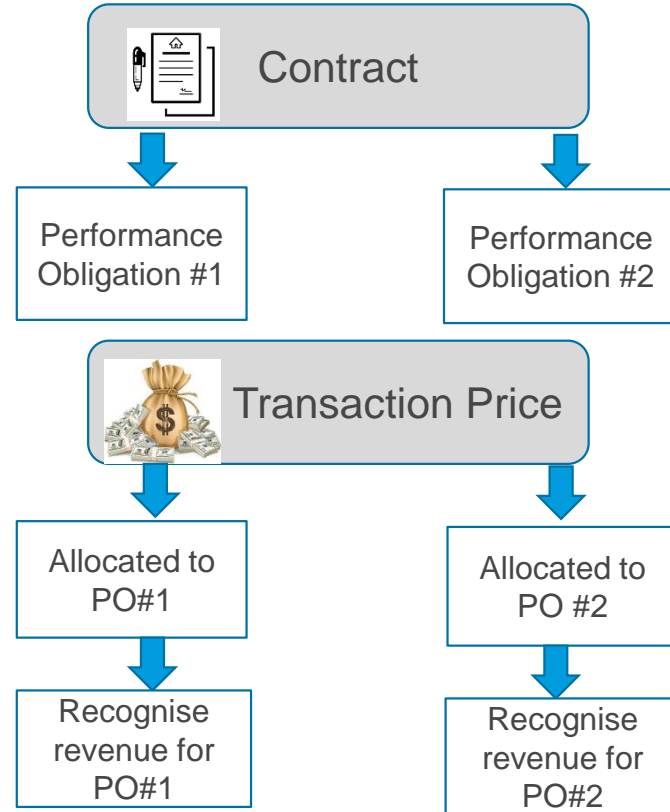 Contract
Performance
Obligation #1
Performance
Obligation #2
$
Transaction Price
Allocated to
PO#1
Allocated to
PO #2
Recognise
revenue for
PO#1
Recognise
revenue for
PO#2